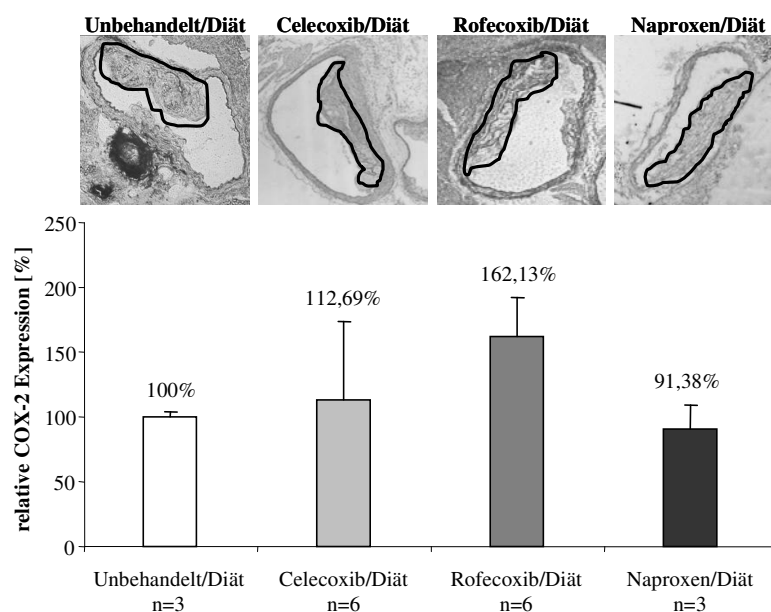 Unbehandelt/Diät Celecoxib/Diät Rofecoxib/Diät Naproxen/Diät
relative COX-2 Expression [%]
250
200
150
100
50
0
100%
112,69%
162,13%
91,38%
Unbehandelt/Diät Celecoxib/Diät Rofecoxib/Diät Naproxen/Diät
n=3 n=6 n=6 n=3